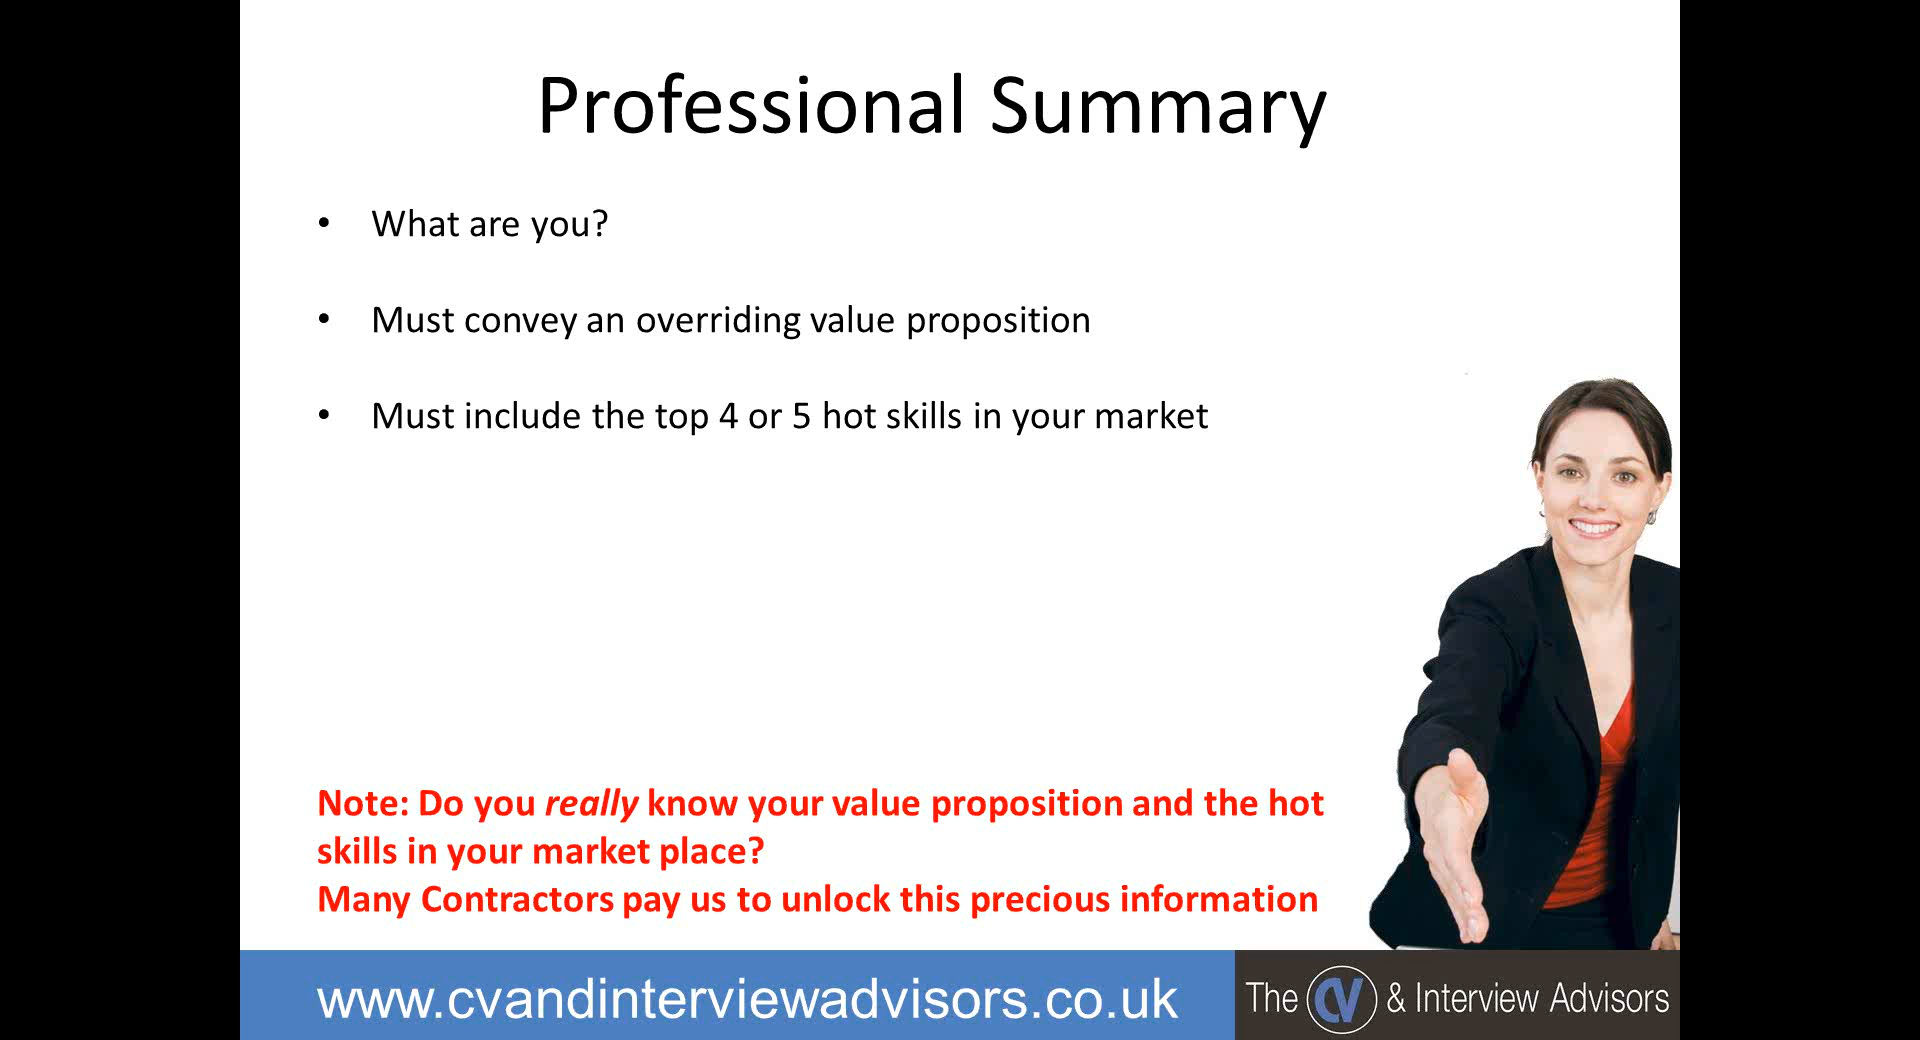 Professional Summary
• What are you?
• Must convey an overriding value proposition
• Must include the top 4 or 5 hot skills in your market
Note: Do you really know your value proposition and the hot
skills in your market place?
Many Contractors pay us to unlock this precious information
www.cvandinterviewadvisors.co.uk
The CV & Interview Advisors